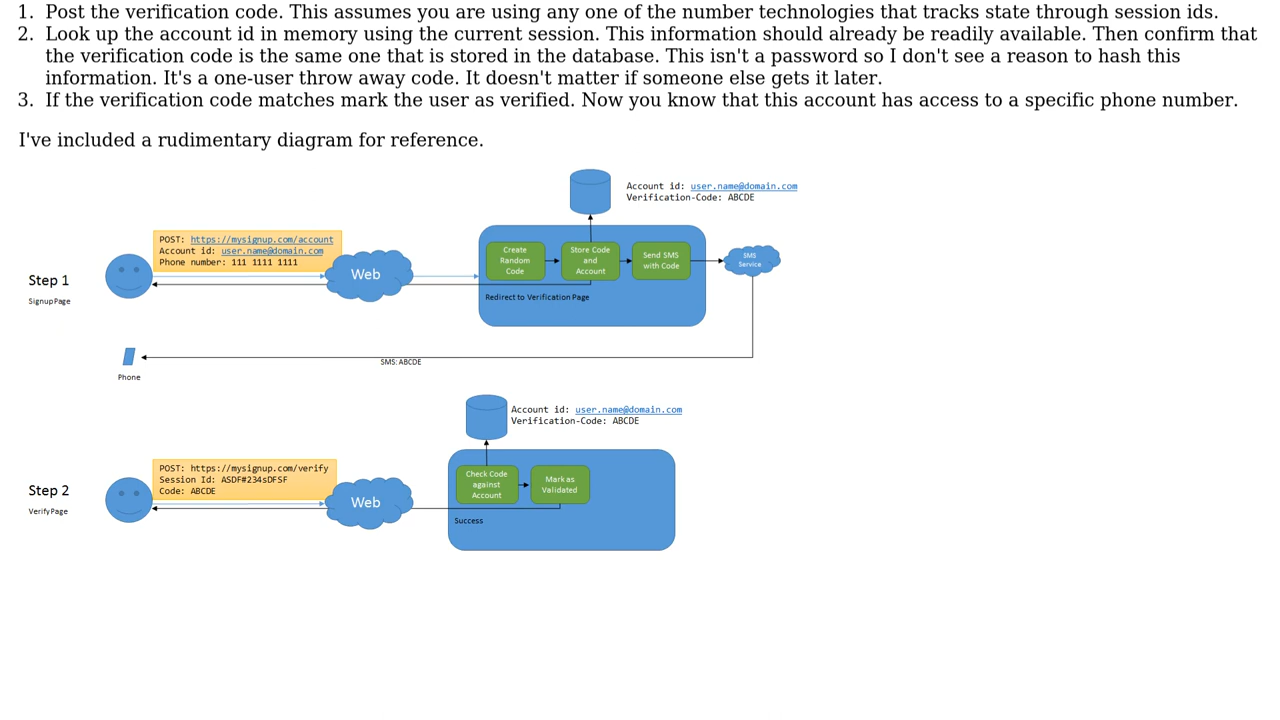 1. Post the verification code. This assumes you are using any one of the number technologies that tracks state through session ids.
2. Look up the account id in memory using the current session. This information should already be readily available. Then confirm that
the verification code is the same one that is stored in the database. This isn't a password so I don't see a reason to hash this
information. It's a one-user throw away code. It doesn't matter if someone else gets it later.
3. If the verification code matches mark the user as verified. Now you know that this account has access to a specific phone number.
I've included a rudimentary diagram for reference.
Account id: user.name@domain.com
Verification-Code: ABCDE
POST: https://mysignup.com/account
Account id: user.name@domain.com
Phone number: 111 1111 1111
Web
Create
Random
Code
Store Code
and
Account
Send SMS
with Code
SMS
Service
Step 1
Signup Page
Redirect to Verification Page
SMS: ABCDE
Phone
Account id: user.name@domain.com
Verification-Code: ABCDE
POST: https://mysignup.com/verify
Session Id: ASDF#234sDFSF
Code: ABCDE
Web
Check Code
against
Account
Mark as
Validated
Step 2
Verify Page
Success